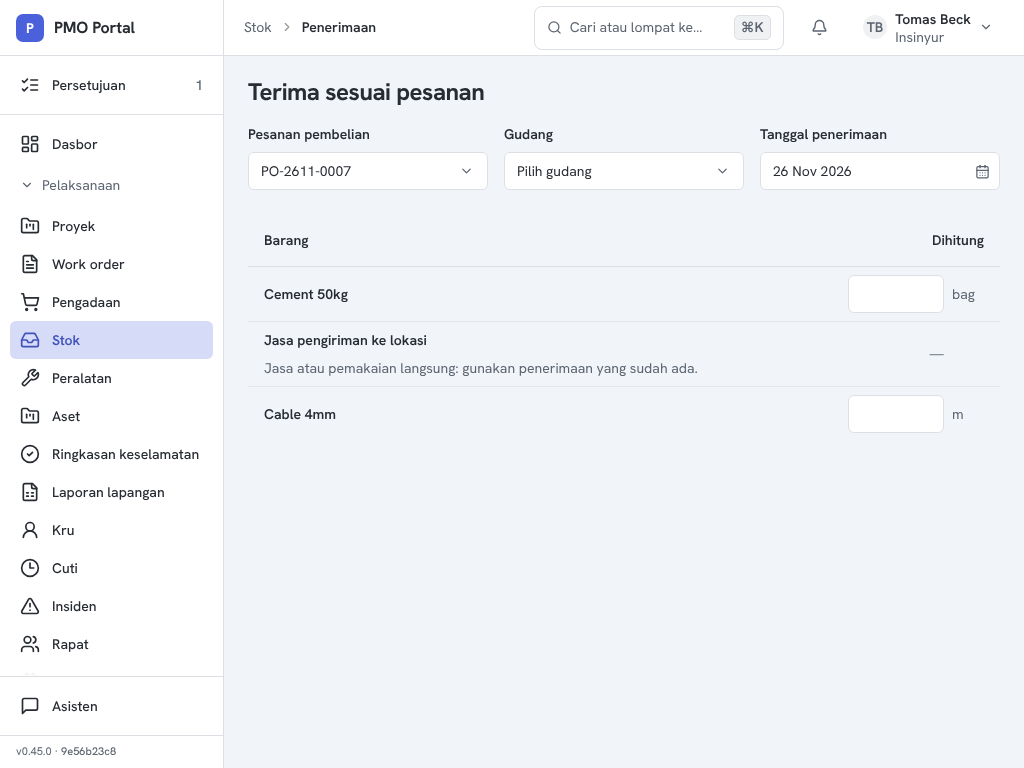 P
PMO Portal
Stok
Penerimaan
Cari atau lompat ke...
⌘K
TB
Tomas Beck
Insinyur
Persetujuan
1
Dasbor
Pelaksanaan
Proyek
Work order
Pengadaan
Stok
Peralatan
Aset
Ringkasan keselamatan
Laporan lapangan
Kru
Cuti
Insiden
Rapat
Asisten
v0.45.0 · 9e56b23c8
Terima sesuai pesanan
Pesanan pembelian
Gudang
Tanggal penerimaan
PO-2611-0007
Pilih gudang
26 Nov 2026
Barang
Dihitung
Cement 50kg
bag
Jasa pengiriman ke lokasi
Jasa atau pemakaian langsung: gunakan penerimaan yang sudah ada.
—
Cable 4mm
m